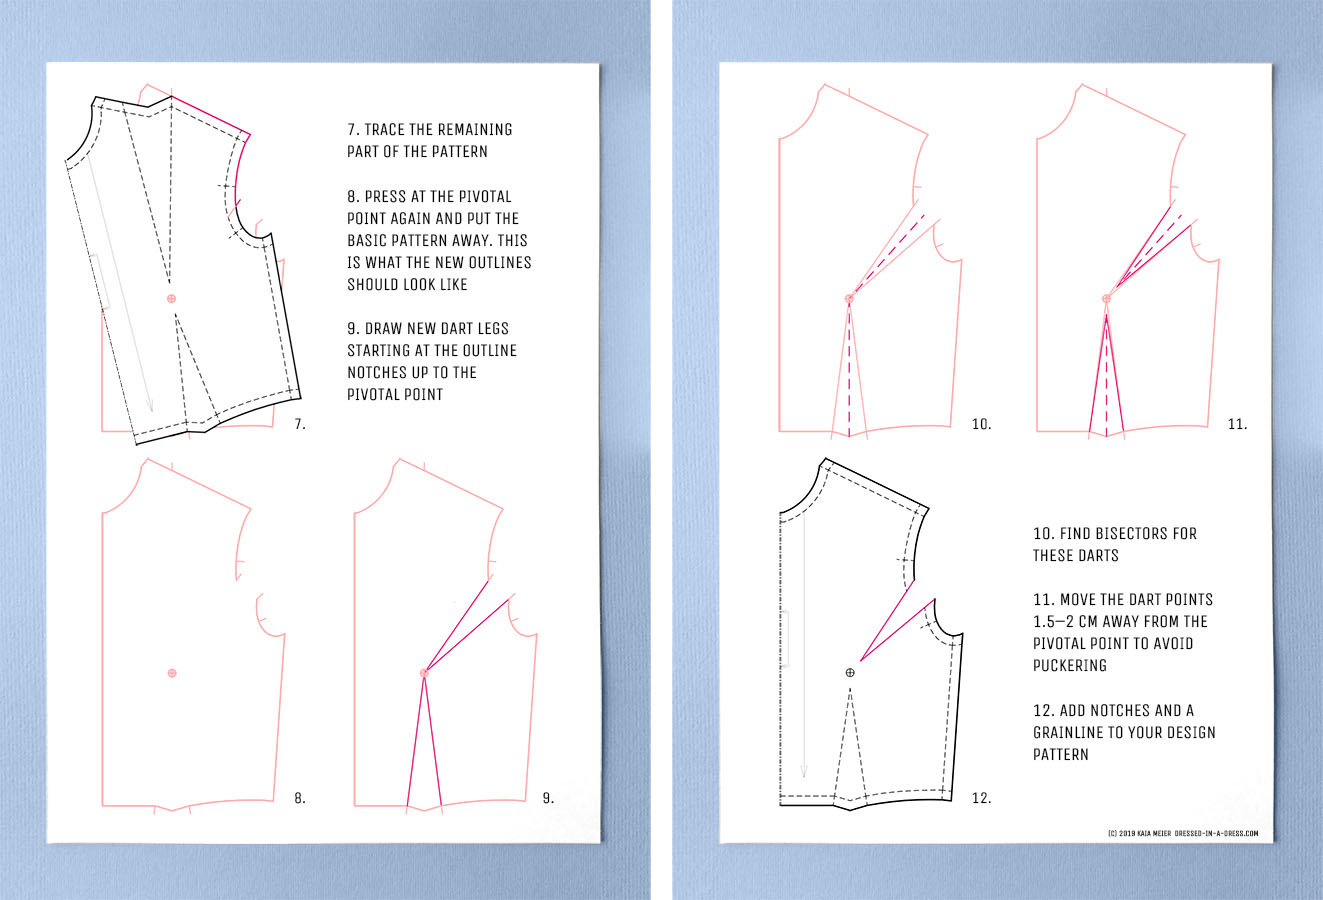 7. TRACE THE REMAINING
PART OF THE PATTERN
8. PRESS AT THE PIVOTAL
POINT AGAIN AND PUT THE
BASIC PATTERN AWAY. THIS
IS WHAT THE NEW OUTLINES
SHOULD LOOK LIKE
9. DRAW NEW DART LEGS
STARTING AT THE OUTLINE
NOTCHES UP TO THE
PIVOTAL POINT
7.
8.
9.
10.
11.
10. FIND BISECTORS FOR
THESE DARTS
11. MOVE THE DART POINTS
1.5–2 CM AWAY FROM THE
PIVOTAL POINT TO AVOID
PUCKERING
12. ADD NOTCHES AND A
GRAINLINE TO YOUR DESIGN
PATTERN
12.
(C) 2019 KAIA MEIER DRESSED-IN-A-DRESS.COM